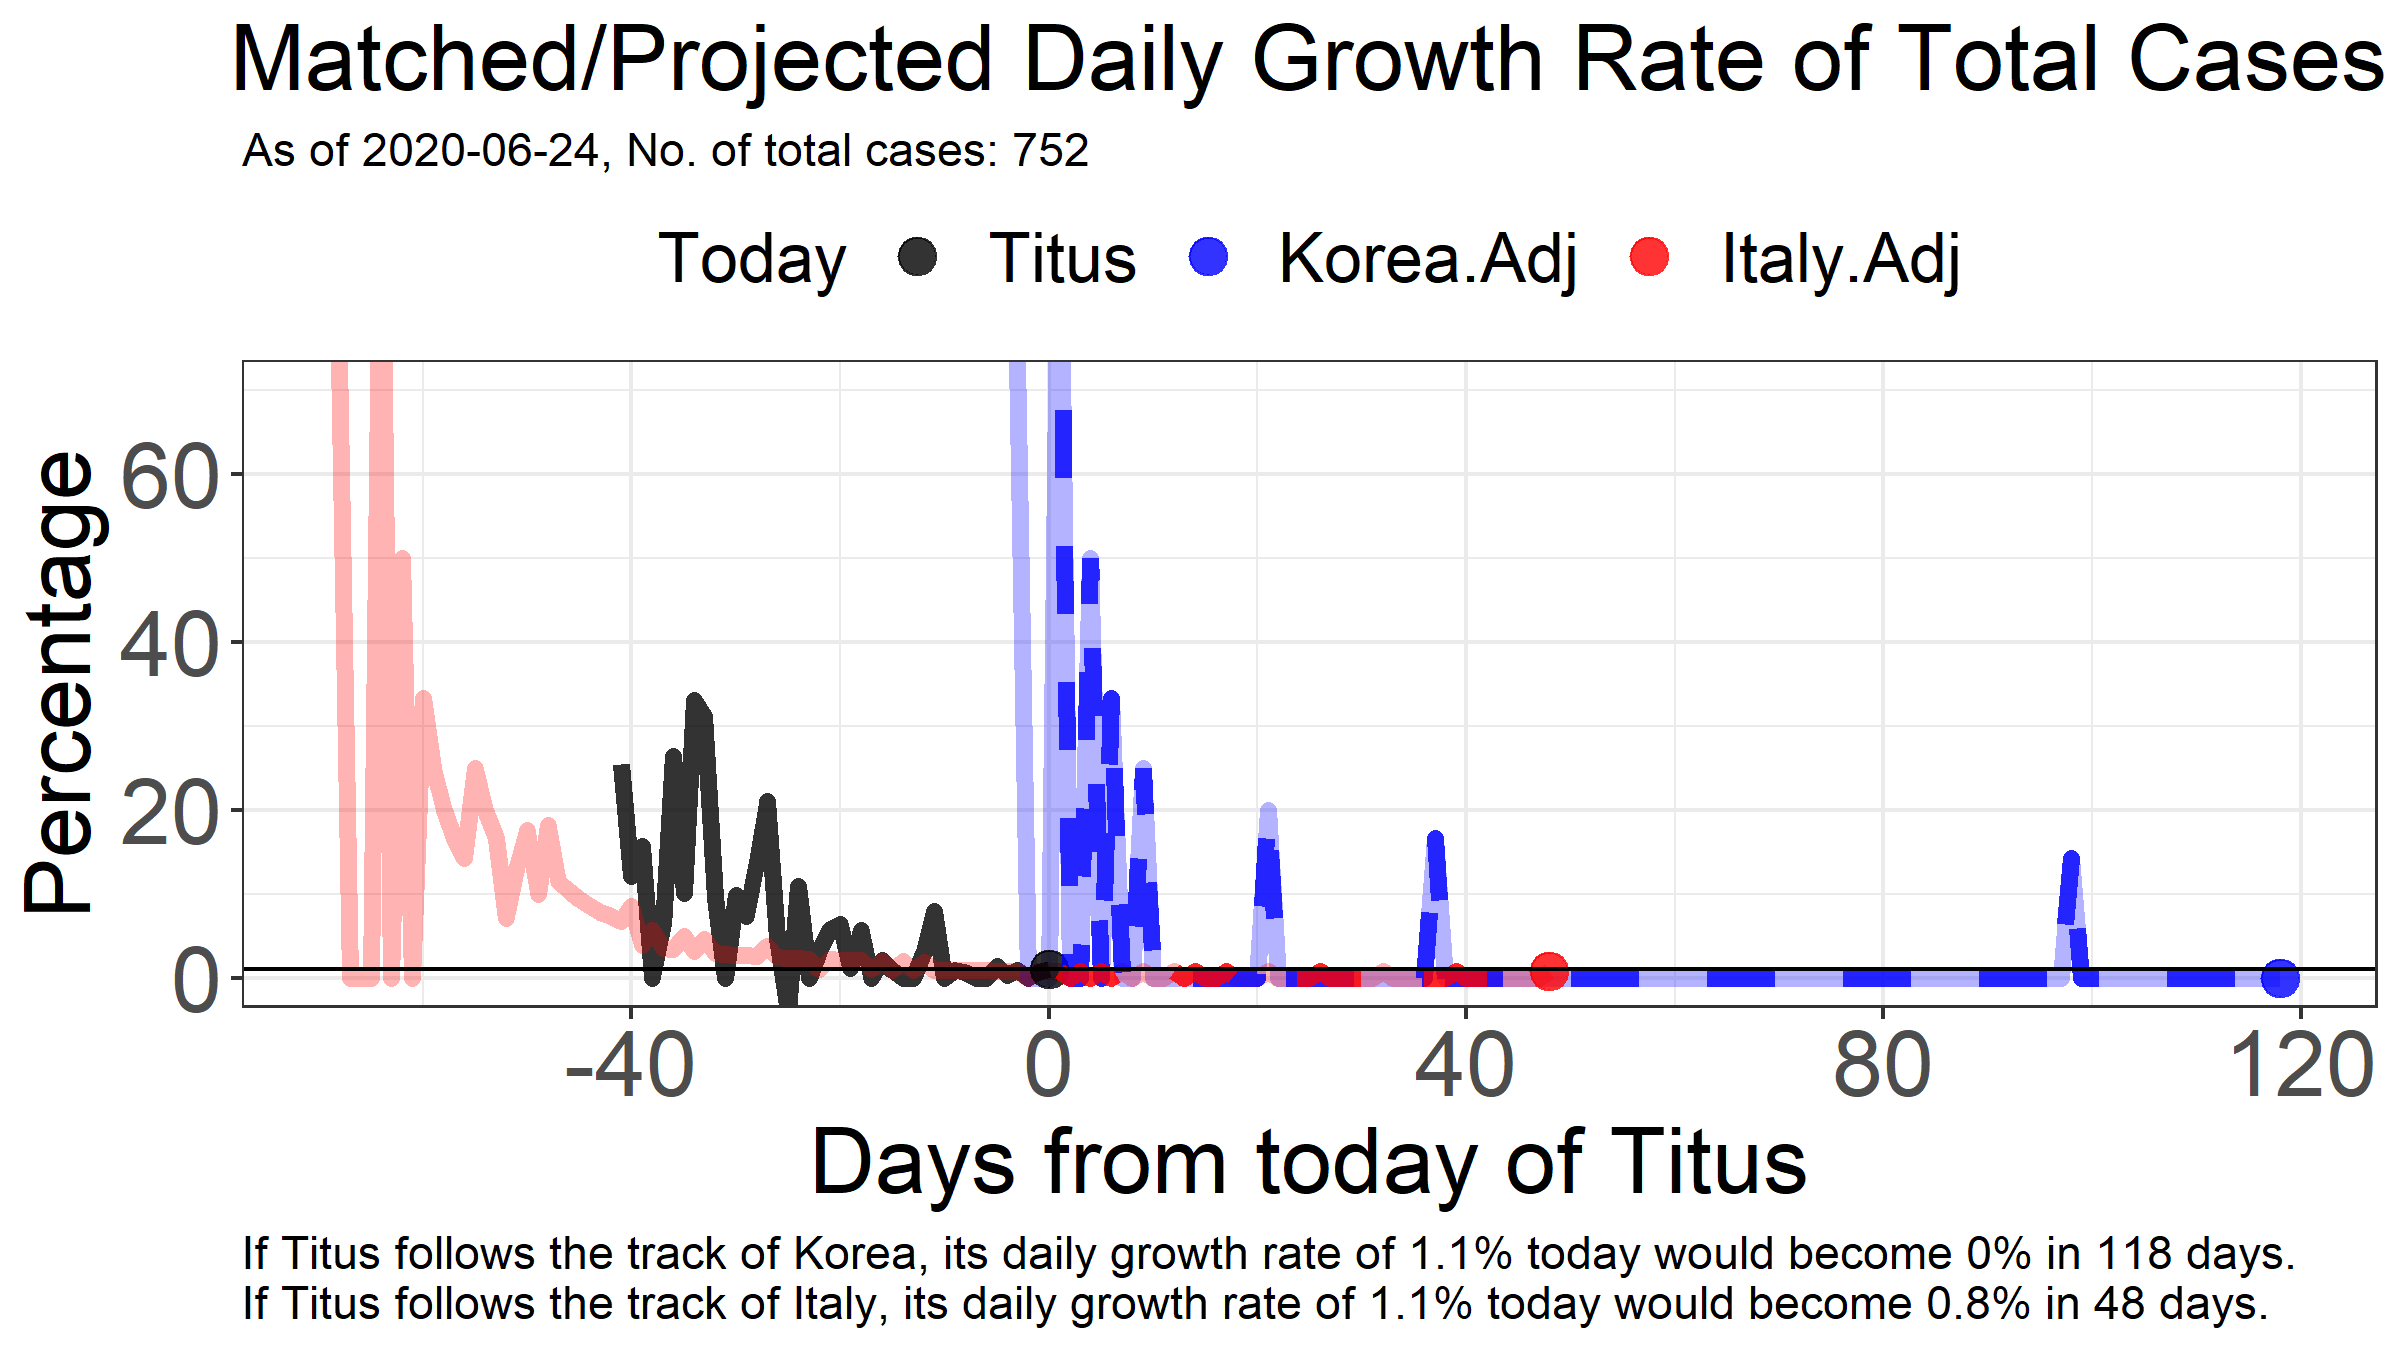 Matched/Projected Daily Growth Rate of Total Cases
As of 2020-06-24, No. of total cases: 752
Today Titus Korea.Adj Italy.Adj
Percentage
60
40
20
0
-40 0 40 80 120
Days from today of Titus
If Titus follows the track of Korea, its daily growth rate of 1.1% today would become 0% in 118 days.
If Titus follows the track of Italy, its daily growth rate of 1.1% today would become 0.8% in 48 days.